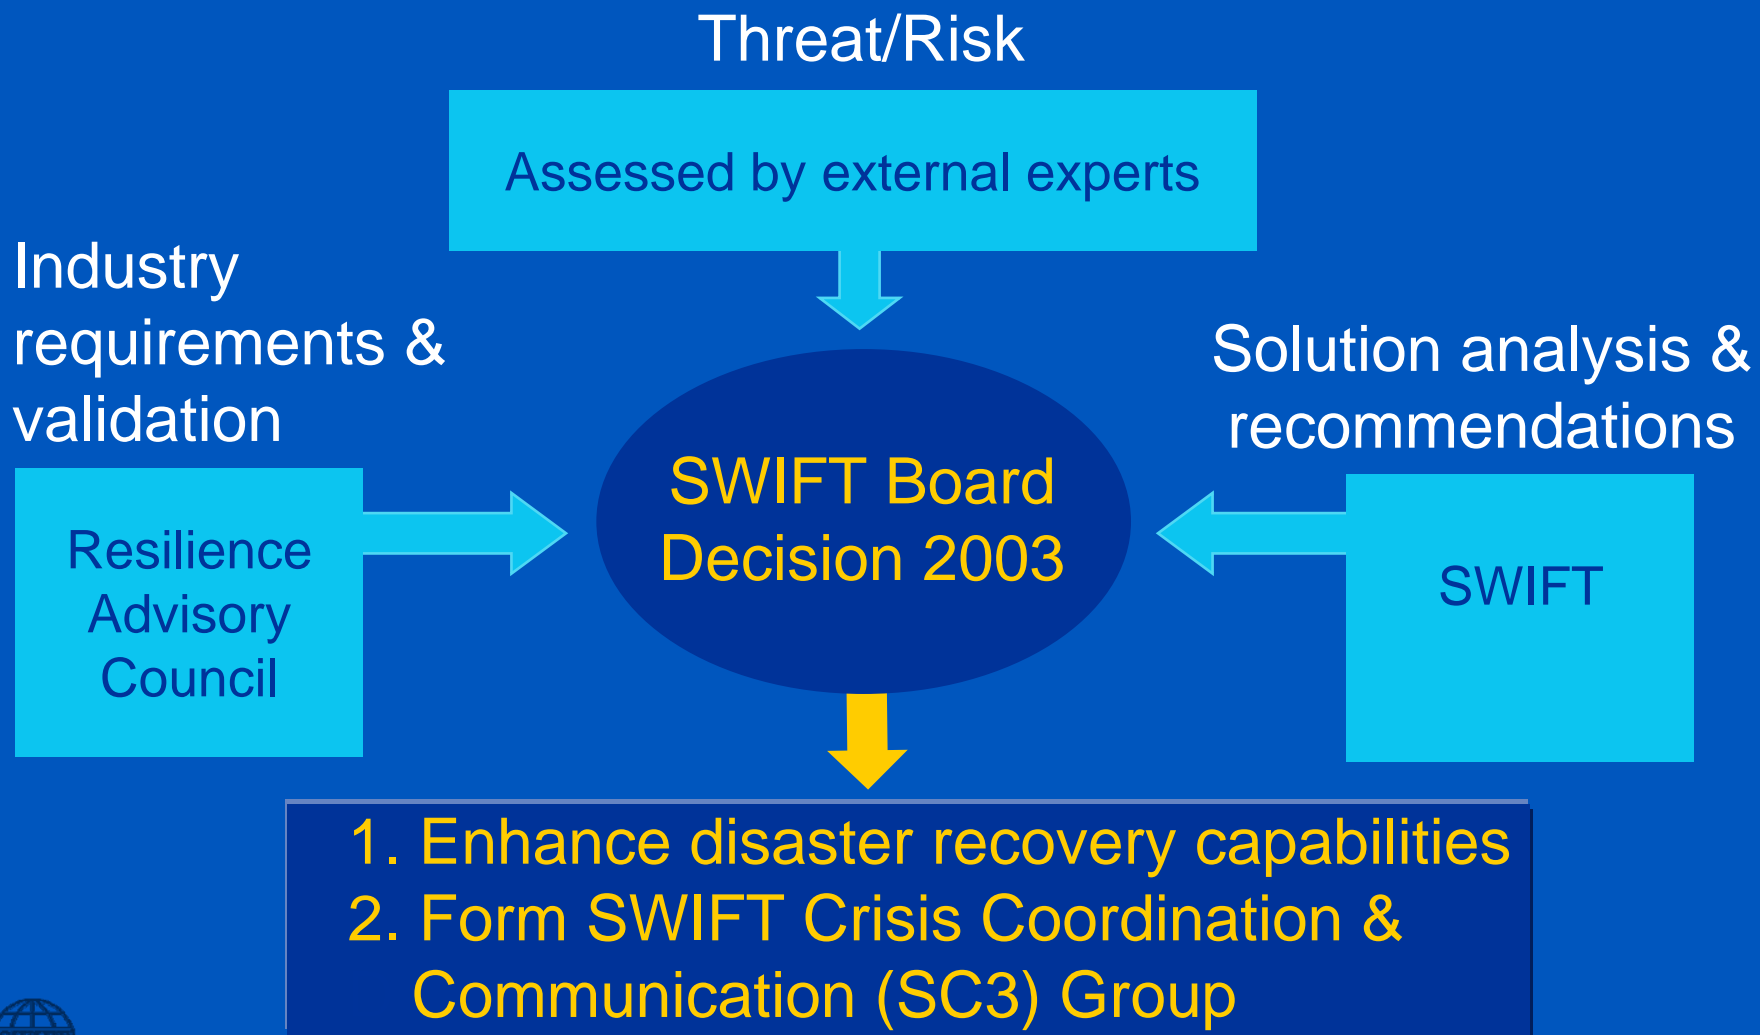 Threat/Risk
Assessed by external experts
Industry
requirements &
validation
Solution analysis &
recommendations
Resilience
Advisory
Council
SWIFT Board
Decision 2003
SWIFT
1. Enhance disaster recovery capabilities
2. Form SWIFT Crisis Coordination &
Communication (SC3) Group